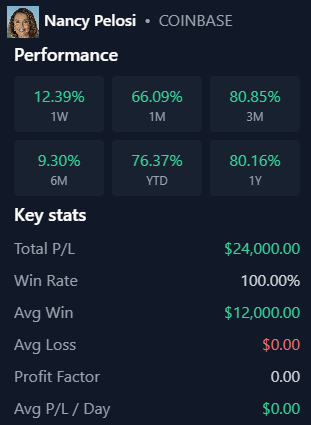 Nancy Pelosi • COINBASE
Performance
12.39% 66.09% 80.85%
1W 1M 3M
9.30% 76.37% 80.16%
6M YTD 1Y
Key stats
Total P/L $24,000.00
Win Rate 100.00%
Avg Win $12,000.00
Avg Loss $0.00
Profit Factor 0.00
Avg P/L / Day $0.00